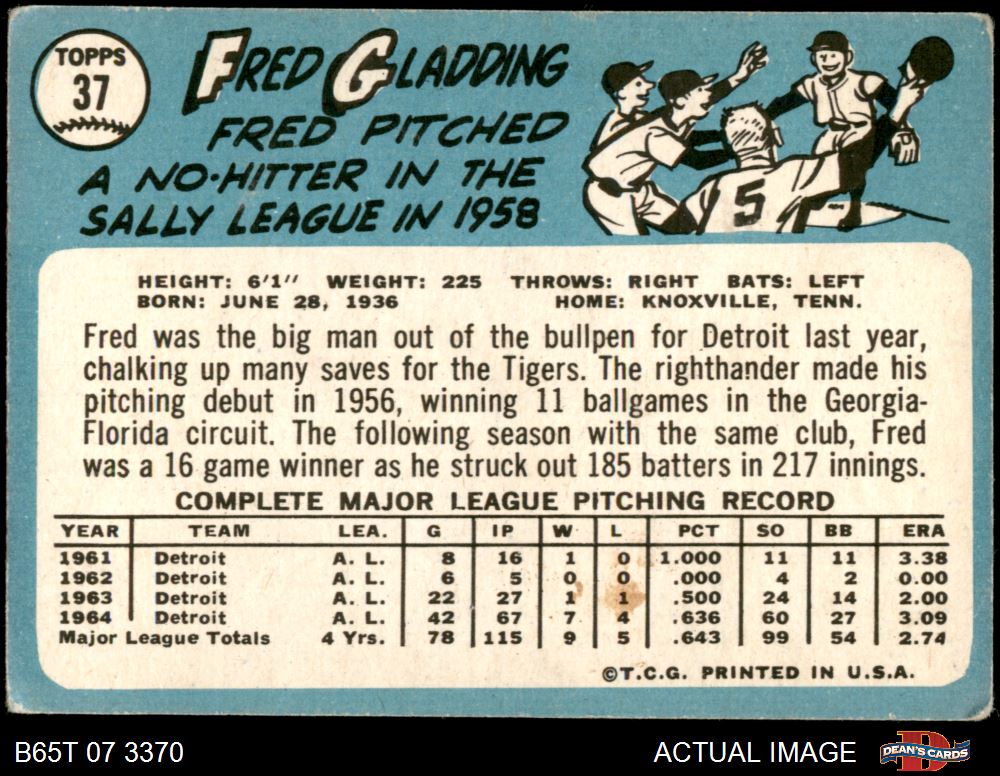 TOPPS
37
FRED GLADDING
FRED PITCHED
A NO-HITTER IN THE
SALLY LEAGUE IN 1958
5
HEIGHT: 6'1" WEIGHT: 225 THROWS: RIGHT BATS: LEFT
BORN: JUNE 28, 1936 HOME: KNOXVILLE, TENN.
Fred was the big man out of the bullpen for Detroit last year,
chalking up many saves for the Tigers. The righthander made his
pitching debut in 1956, winning 11 ballgames in the Georgia-
Florida circuit. The following season with the same club, Fred
was a 16 game winner as he struck out 185 batters in 217 innings.
COMPLETE MAJOR LEAGUE PITCHING RECORD
YEAR TEAM LEA. G IP W L PCT SO BB ERA
1961 Detroit A. L. 8 16 1 0 1.000 11 11 3.38
1962 Detroit A. L. 6 5 0 0 .000 4 2 0.00
1963 Detroit A. L. 22 27 1 1 .500 24 14 2.00
1964 Detroit A. L. 42 67 7 4 .636 60 27 3.09
Major League Totals 4 Yrs. 78 115 9 5 .643 99 54 2.74
©T.C.G. PRINTED IN U.S.A.
B65T 07 3370 ACTUAL IMAGE DEAN'S CARDS